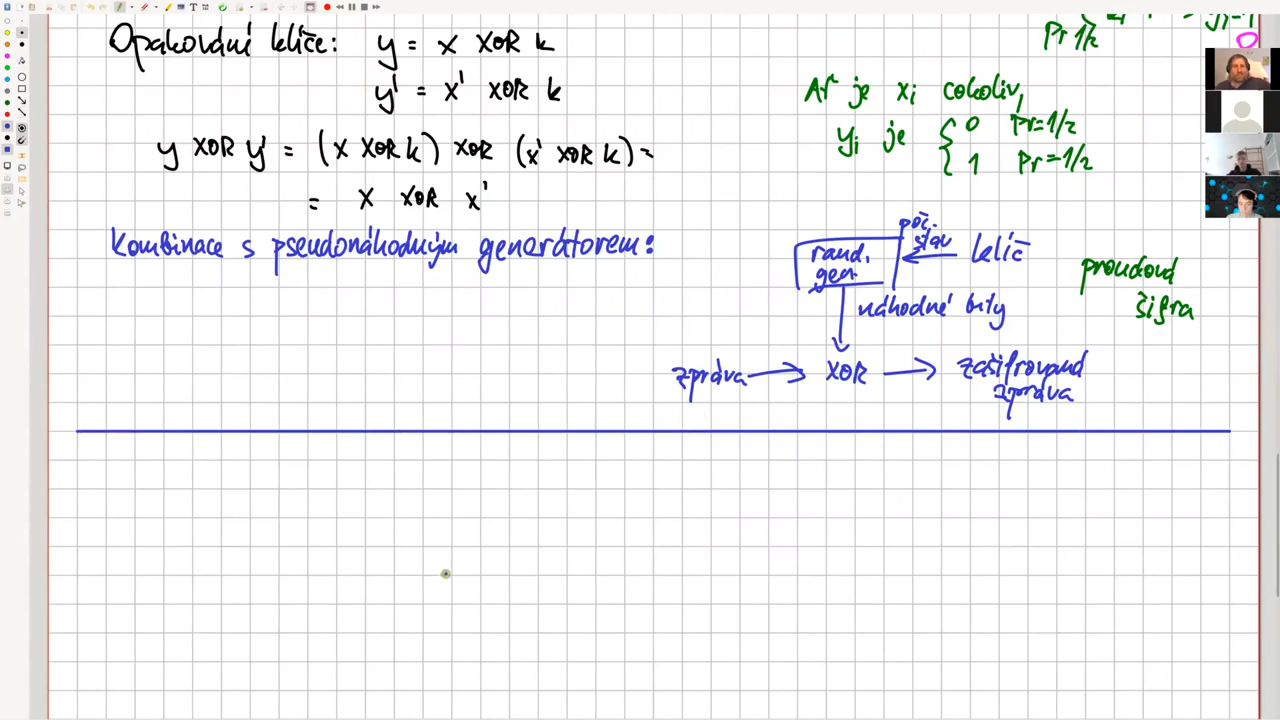 Opakování klíče: y = x XOR k
y' = x' XOR k
y XOR y' = (x XOR k) XOR (x' XOR k) =
= x XOR x'
Pr 1/2
Ať je xi cokoliv,
yi je { 0 Pr=1/2
1 Pr=1/2
Kombinace s pseudonáhodným generátorem:
rand. gen.
poč. stav
klíč
náhodné bity
zpráva → XOR → zašifrovaná zpráva
proudová
šifra